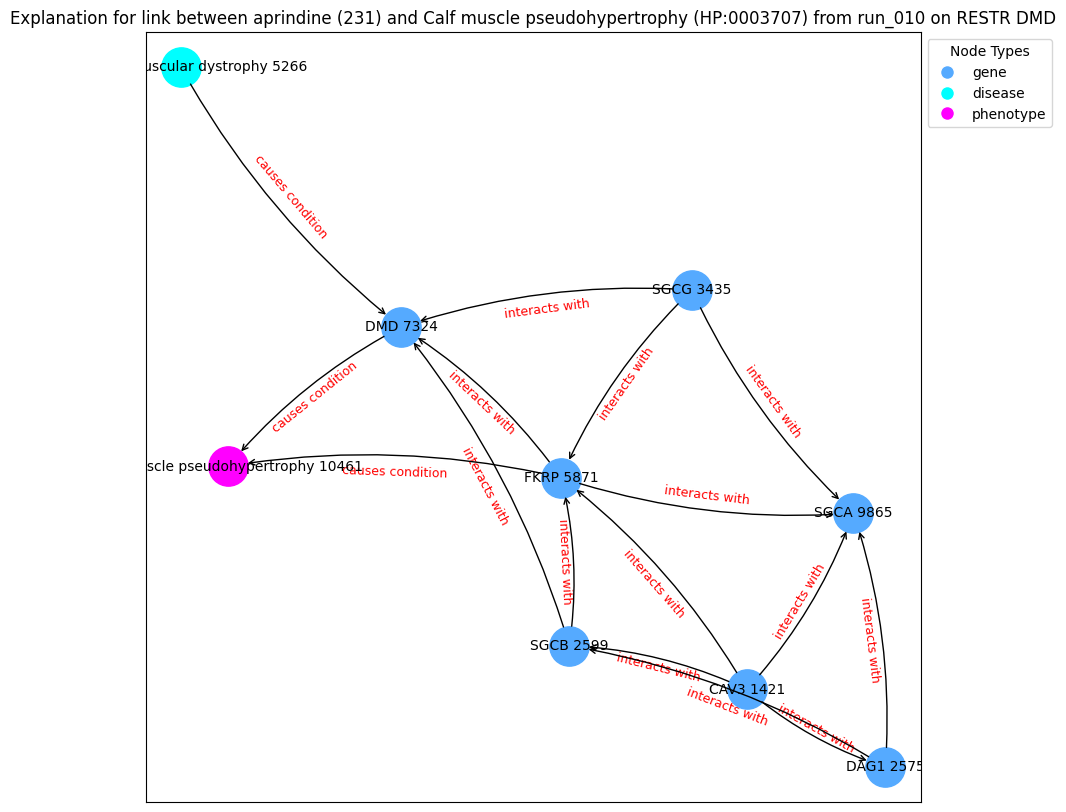 Explanation for link between aprindine (231) and Calf muscle pseudohypertrophy (HP:0003707) from run_010 on RESTR DMD
Node Types
gene
disease
phenotype
uscular dystrophy 5266
causes condition
SGCG 3435
interacts with
DMD 7324
interacts with
interacts with
causes condition
interacts with
scle pseudohypertrophy 10461
causes condition
FKRP 5871
interacts with
interacts with
SGCA 9865
interacts with
interacts with
interacts with
interacts with
SGCB 2599
interacts with
CAV3 1421
interacts with
interacts with
DAG1 2575